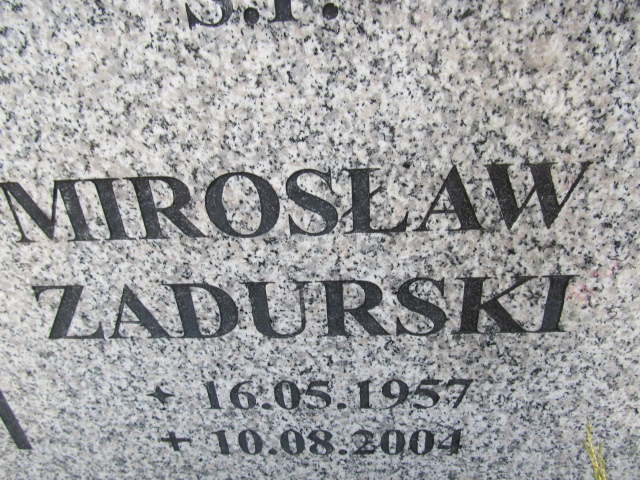 Ś.P.
MIROSŁAW
ZADURSKI
16.05.1957
+ 10.08.2004